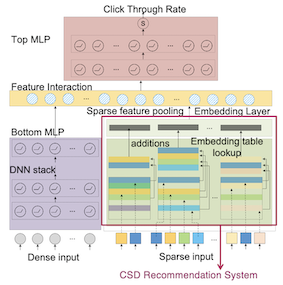 Click Through Rate
Top MLP
S
Feature Interaction
Sparse feature pooling
Embedding Layer
Bottom MLP
additions
Embedding table
lookup
DNN stack
Dense input
Sparse input
CSD Recommendation System